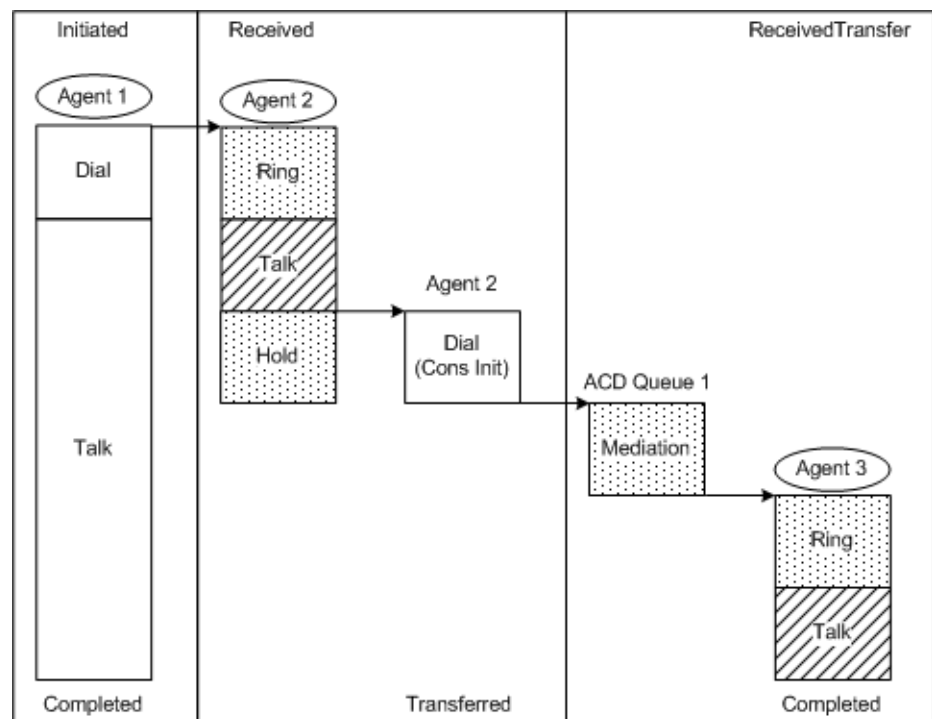 Initiated
Received
ReceivedTransfer
Agent 1
Agent 2
Dial
Ring
Talk
Agent 2
Hold
Dial
(Cons Init)
ACD Queue 1
Talk
Mediation
Agent 3
Ring
Talk
Completed
Transferred
Completed